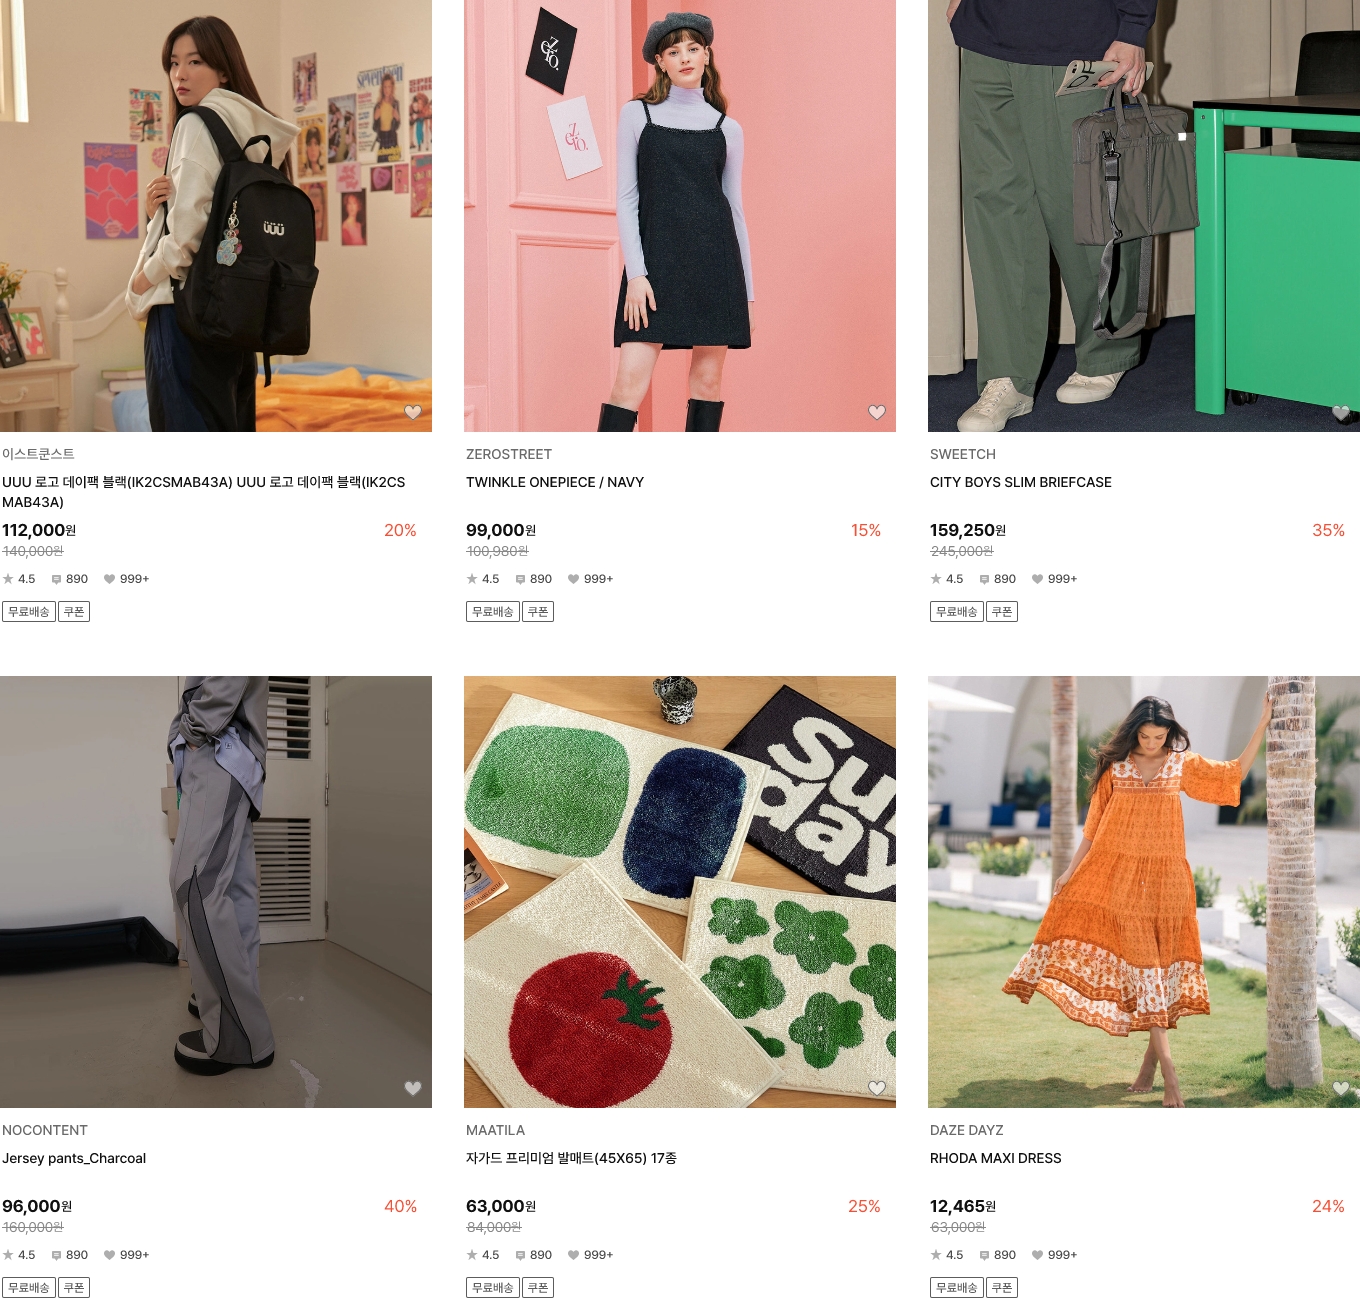 SEVENTEEN
UUU
zero.
zero.
이스트쿤스트
UUU 로고 데이팩 블랙(IK2CSMAB43A) UUU 로고 데이팩 블랙(IK2CS
MAB43A)
112,000원 20%
140,000원
4.5 890 999+
무료배송 쿠폰
ZEROSTREET
TWINKLE ONEPIECE / NAVY
99,000원 15%
100,980원
4.5 890 999+
무료배송 쿠폰
SWEETCH
CITY BOYS SLIM BRIEFCASE
159,250원 35%
245,000원
4.5 890 999+
무료배송 쿠폰
Sun
day
NOCONTENT
Jersey pants_Charcoal
96,000원 40%
160,000원
4.5 890 999+
무료배송 쿠폰
MAATILA
자가드 프리미엄 발매트(45X65) 17종
63,000원 25%
84,000원
4.5 890 999+
무료배송 쿠폰
DAZE DAYZ
RHODA MAXI DRESS
12,465원 24%
63,000원
4.5 890 999+
무료배송 쿠폰